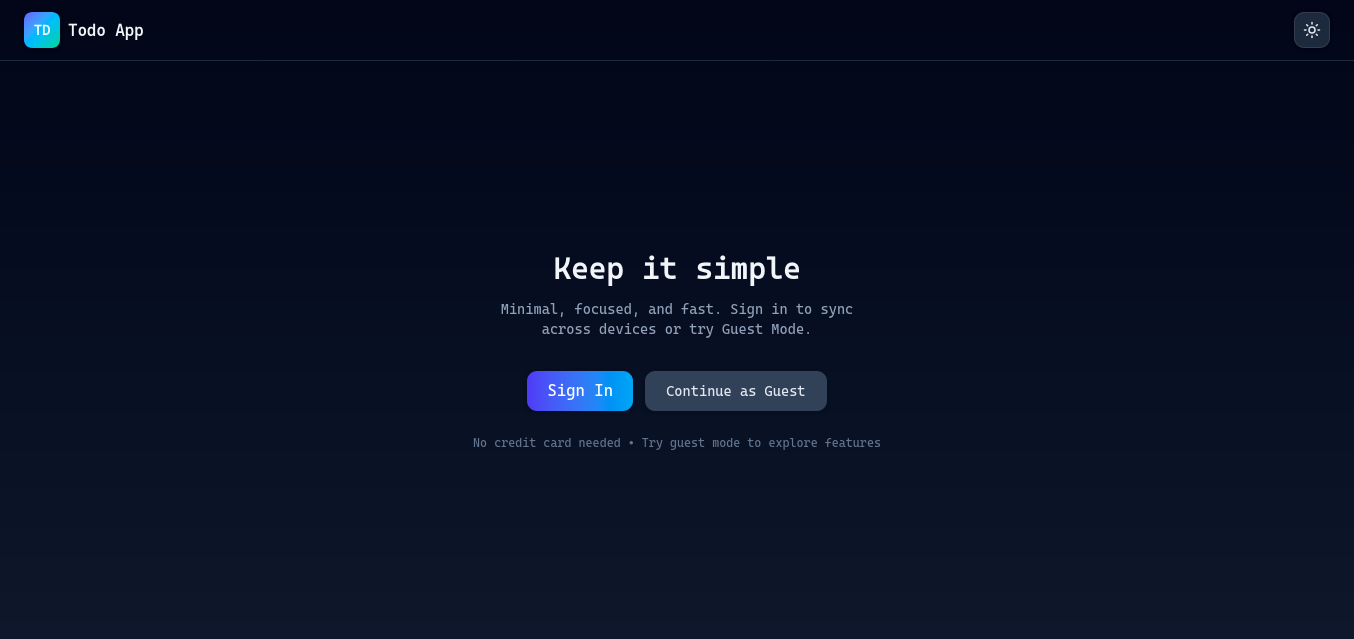 TD Todo App
Keep it simple
Minimal, focused, and fast. Sign in to sync
across devices or try Guest Mode.
Sign In Continue as Guest
No credit card needed • Try guest mode to explore features